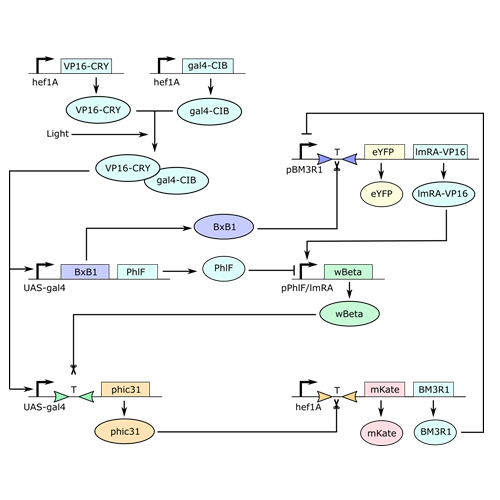 VP16-CRY
gal4-CIB
hef1A
hef1A
VP16-CRY
gal4-CIB
Light
VP16-CRY
gal4-CIB
T
eYFP
lmRA-VP16
pBM3R1
eYFP
lmRA-VP16
BxB1
BxB1
PhlF
PhlF
wBeta
UAS-gal4
pPhlF/lmRA
wBeta
T
phic31
T
mKate
BM3R1
UAS-gal4
hef1A
phic31
mKate
BM3R1